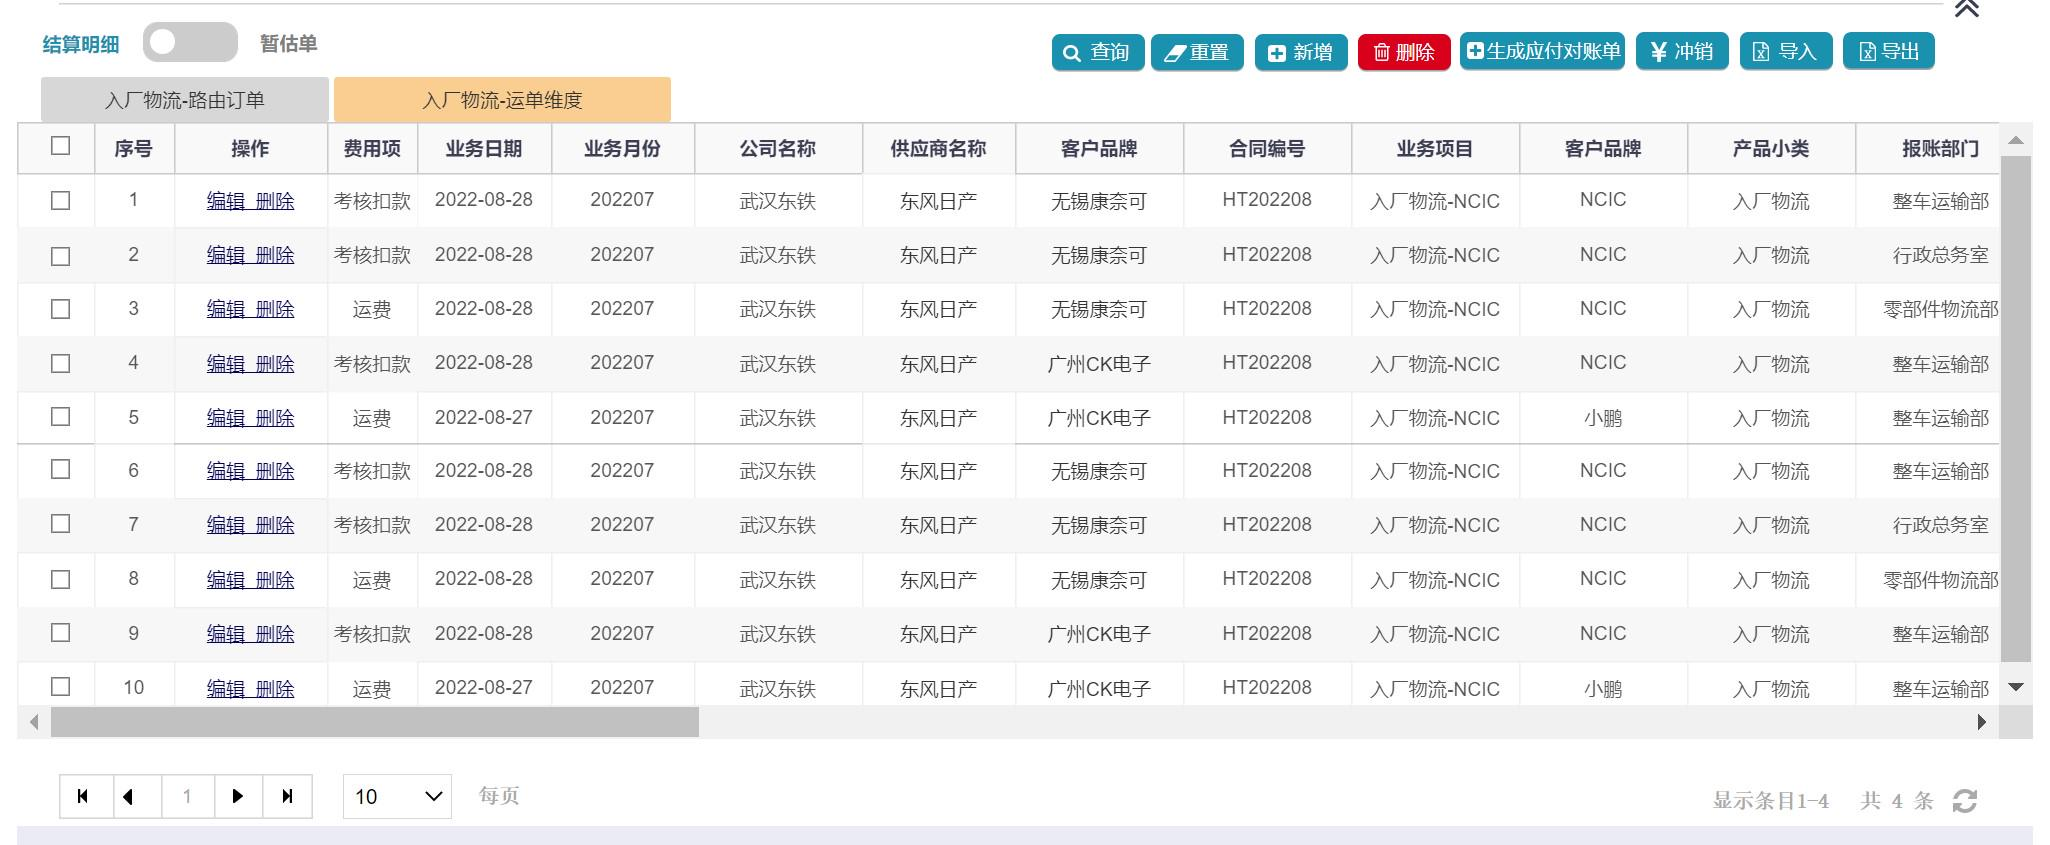 结算明细 暂估单 查询 重置 新增 删除 生成应付对账单 冲销 导入 导出
入厂物流-路由订单 入厂物流-运单维度
序号 操作 费用项 业务日期 业务月份 公司名称 供应商名称 客户品牌 合同编号 业务项目 客户品牌 产品小类 报账部门
1 编辑 删除 考核扣款 2022-08-28 202207 武汉东铁 东风日产 无锡康奈可 HT202208 入厂物流-NCIC NCIC 入厂物流 整车运输部
2 编辑 删除 考核扣款 2022-08-28 202207 武汉东铁 东风日产 无锡康奈可 HT202208 入厂物流-NCIC NCIC 入厂物流 行政总务室
3 编辑 删除 运费 2022-08-28 202207 武汉东铁 东风日产 无锡康奈可 HT202208 入厂物流-NCIC NCIC 入厂物流 零部件物流部
4 编辑 删除 考核扣款 2022-08-28 202207 武汉东铁 东风日产 广州CK电子 HT202208 入厂物流-NCIC NCIC 入厂物流 整车运输部
5 编辑 删除 运费 2022-08-27 202207 武汉东铁 东风日产 广州CK电子 HT202208 入厂物流-NCIC 小鹏 入厂物流 整车运输部
6 编辑 删除 考核扣款 2022-08-28 202207 武汉东铁 东风日产 无锡康奈可 HT202208 入厂物流-NCIC NCIC 入厂物流 整车运输部
7 编辑 删除 考核扣款 2022-08-28 202207 武汉东铁 东风日产 无锡康奈可 HT202208 入厂物流-NCIC NCIC 入厂物流 行政总务室
8 编辑 删除 运费 2022-08-28 202207 武汉东铁 东风日产 无锡康奈可 HT202208 入厂物流-NCIC NCIC 入厂物流 零部件物流部
9 编辑 删除 考核扣款 2022-08-28 202207 武汉东铁 东风日产 广州CK电子 HT202208 入厂物流-NCIC NCIC 入厂物流 整车运输部
10 编辑 删除 运费 2022-08-27 202207 武汉东铁 东风日产 广州CK电子 HT202208 入厂物流-NCIC 小鹏 入厂物流 整车运输部
1 10 每页 显示条目1-4 共 4 条